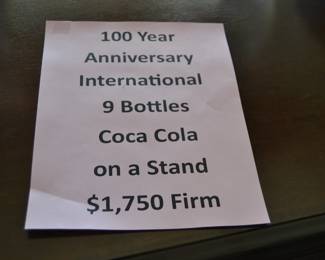 100 Year
Anniversary
International
9 Bottles
Coca Cola
on a Stand
$1,750 Firm